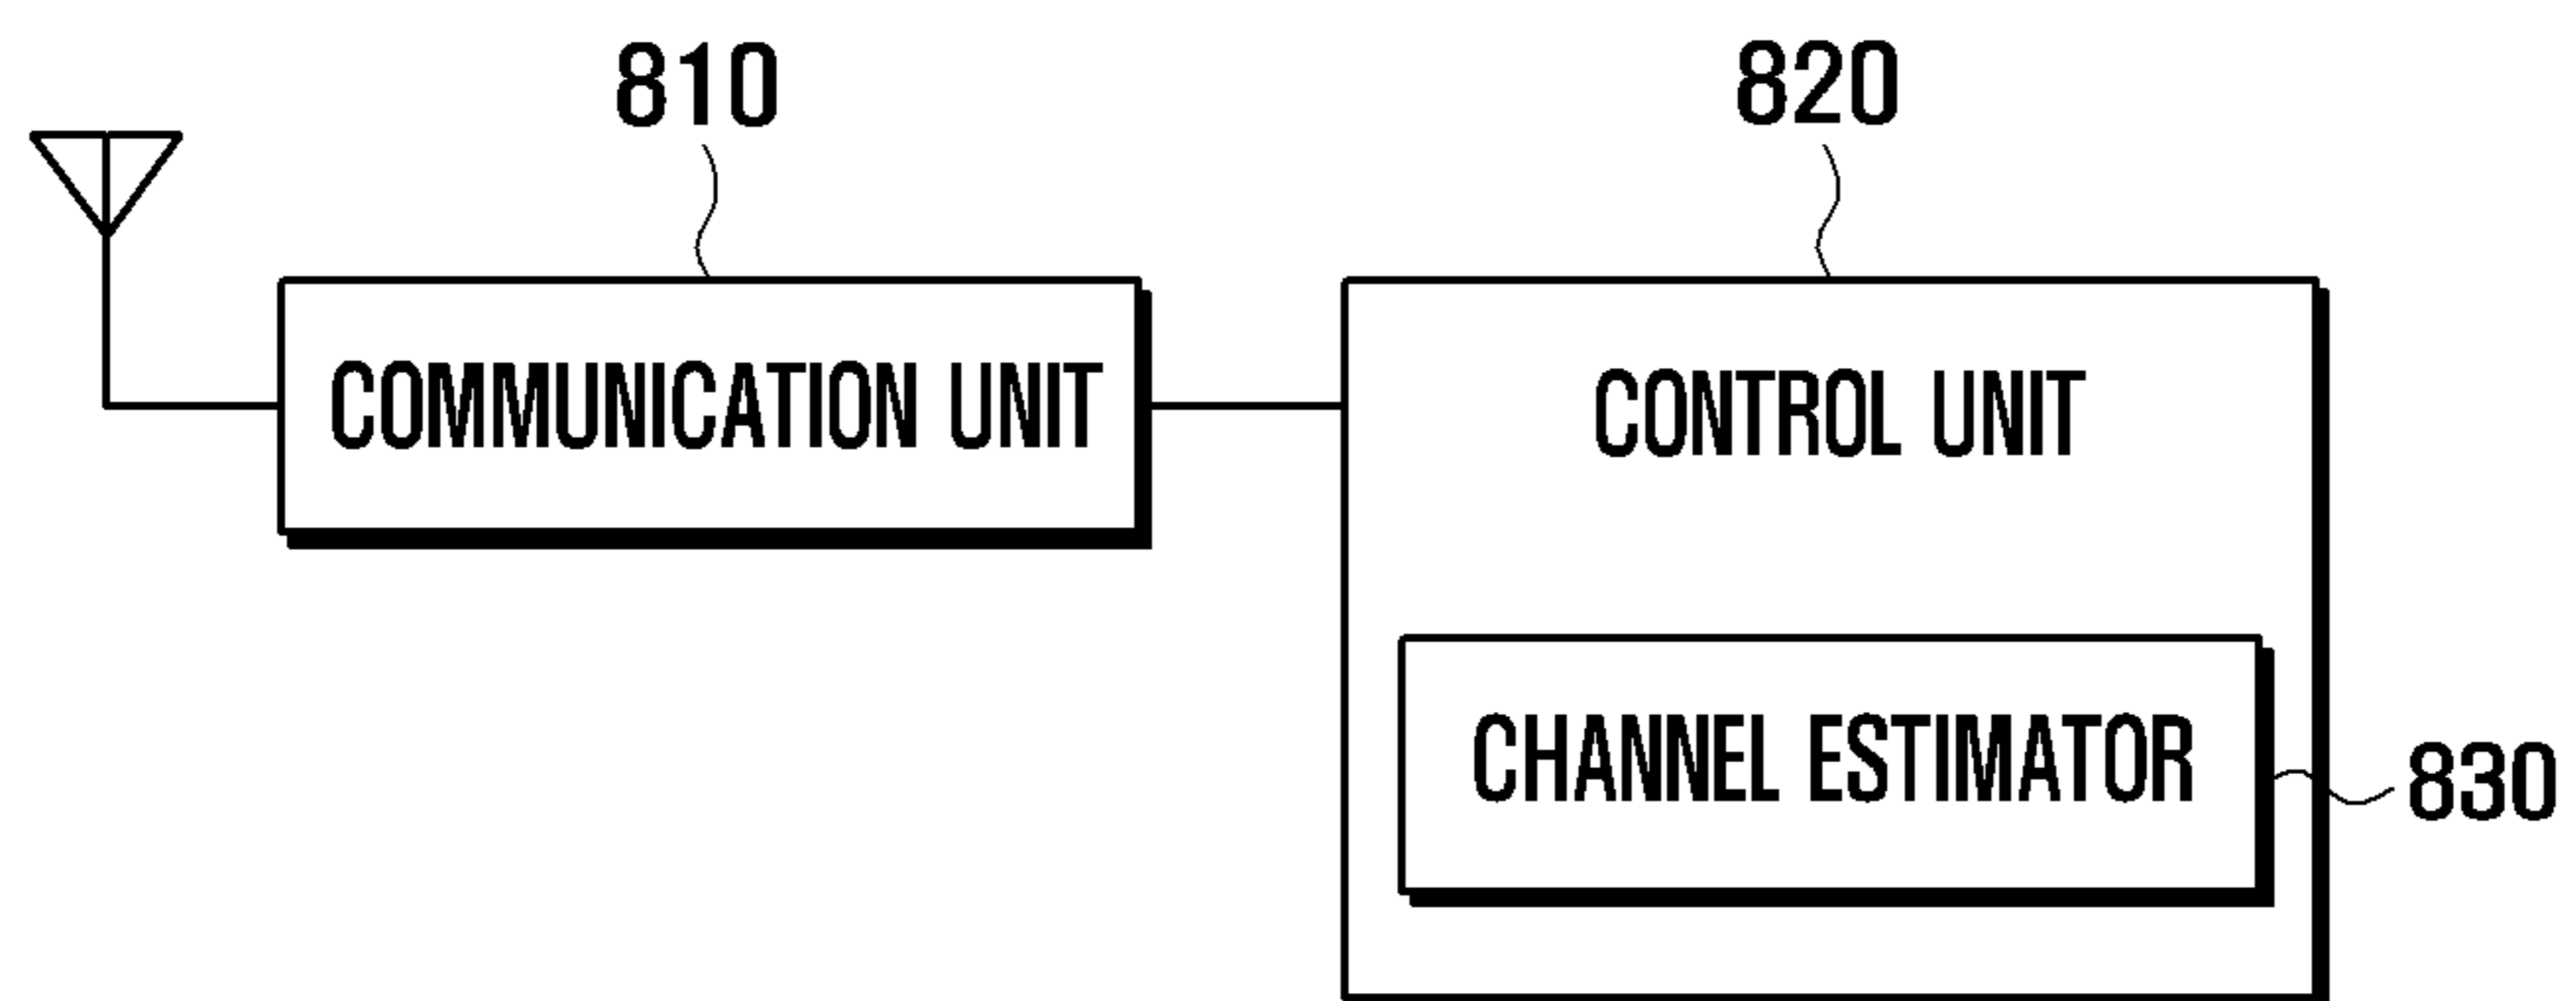 810
820
COMMUNICATION UNIT
CONTROL UNIT
CHANNEL ESTIMATOR
830